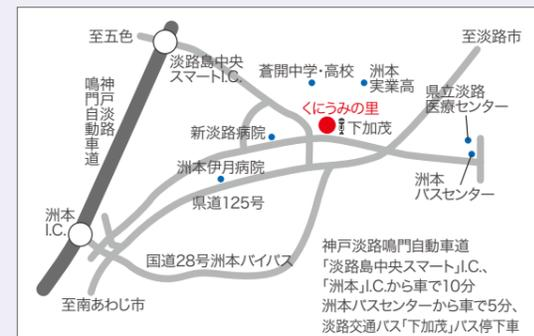 至五色
至淡路市
淡路島中央
スマートI.C.
蒼開中学・高校
洲本
実業高
県立淡路
医療センター
神戸淡路
鳴門自動車道
くにうみの里
下加茂
新淡路病院
洲本伊月病院
洲本
バスセンター
県道125号
洲本
I.C.
国道28号洲本バイパス
至南あわじ市
神戸淡路鳴門自動車道
「淡路島中央スマート」I.C.、
「洲本」I.C.から車で10分
洲本バスセンターから車で5分、
淡路交通バス「下加茂」バス停下車